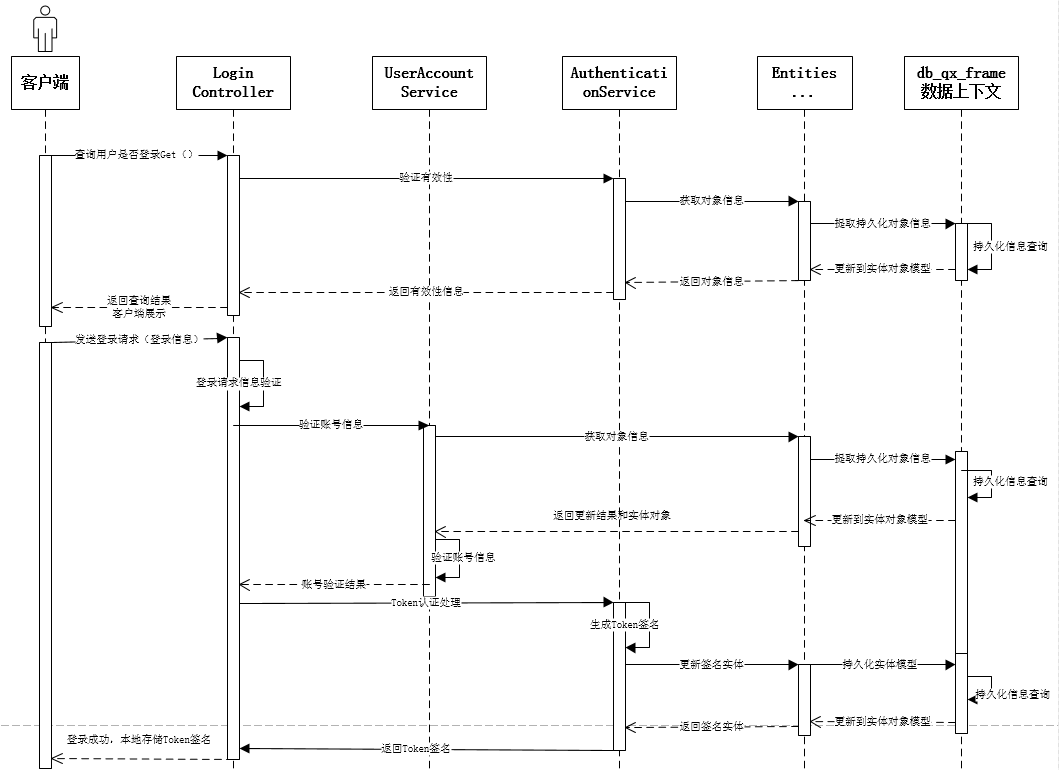 客户端
Login
Controller
UserAccount
Service
Authenticati
onService
Entities
...
db_qx_frame
数据上下文
查询用户是否登录Get（）
验证有效性
获取对象信息
提取持久化对象信息
持久化信息查询
更新到实体对象模型
返回对象信息
返回有效性信息
返回查询结果
客户端展示
发送登录请求（登录信息）
登录请求信息验证
验证账号信息
获取对象信息
提取持久化对象信息
持久化信息查询
返回更新结果和实体对象
更新到实体对象模型
验证账号信息
账号验证结果
Token认证处理
生成Token签名
更新签名实体
持久化实体模型
持久化信息查询
更新到实体对象模型
返回签名实体
登录成功，本地存储Token签名
返回Token签名